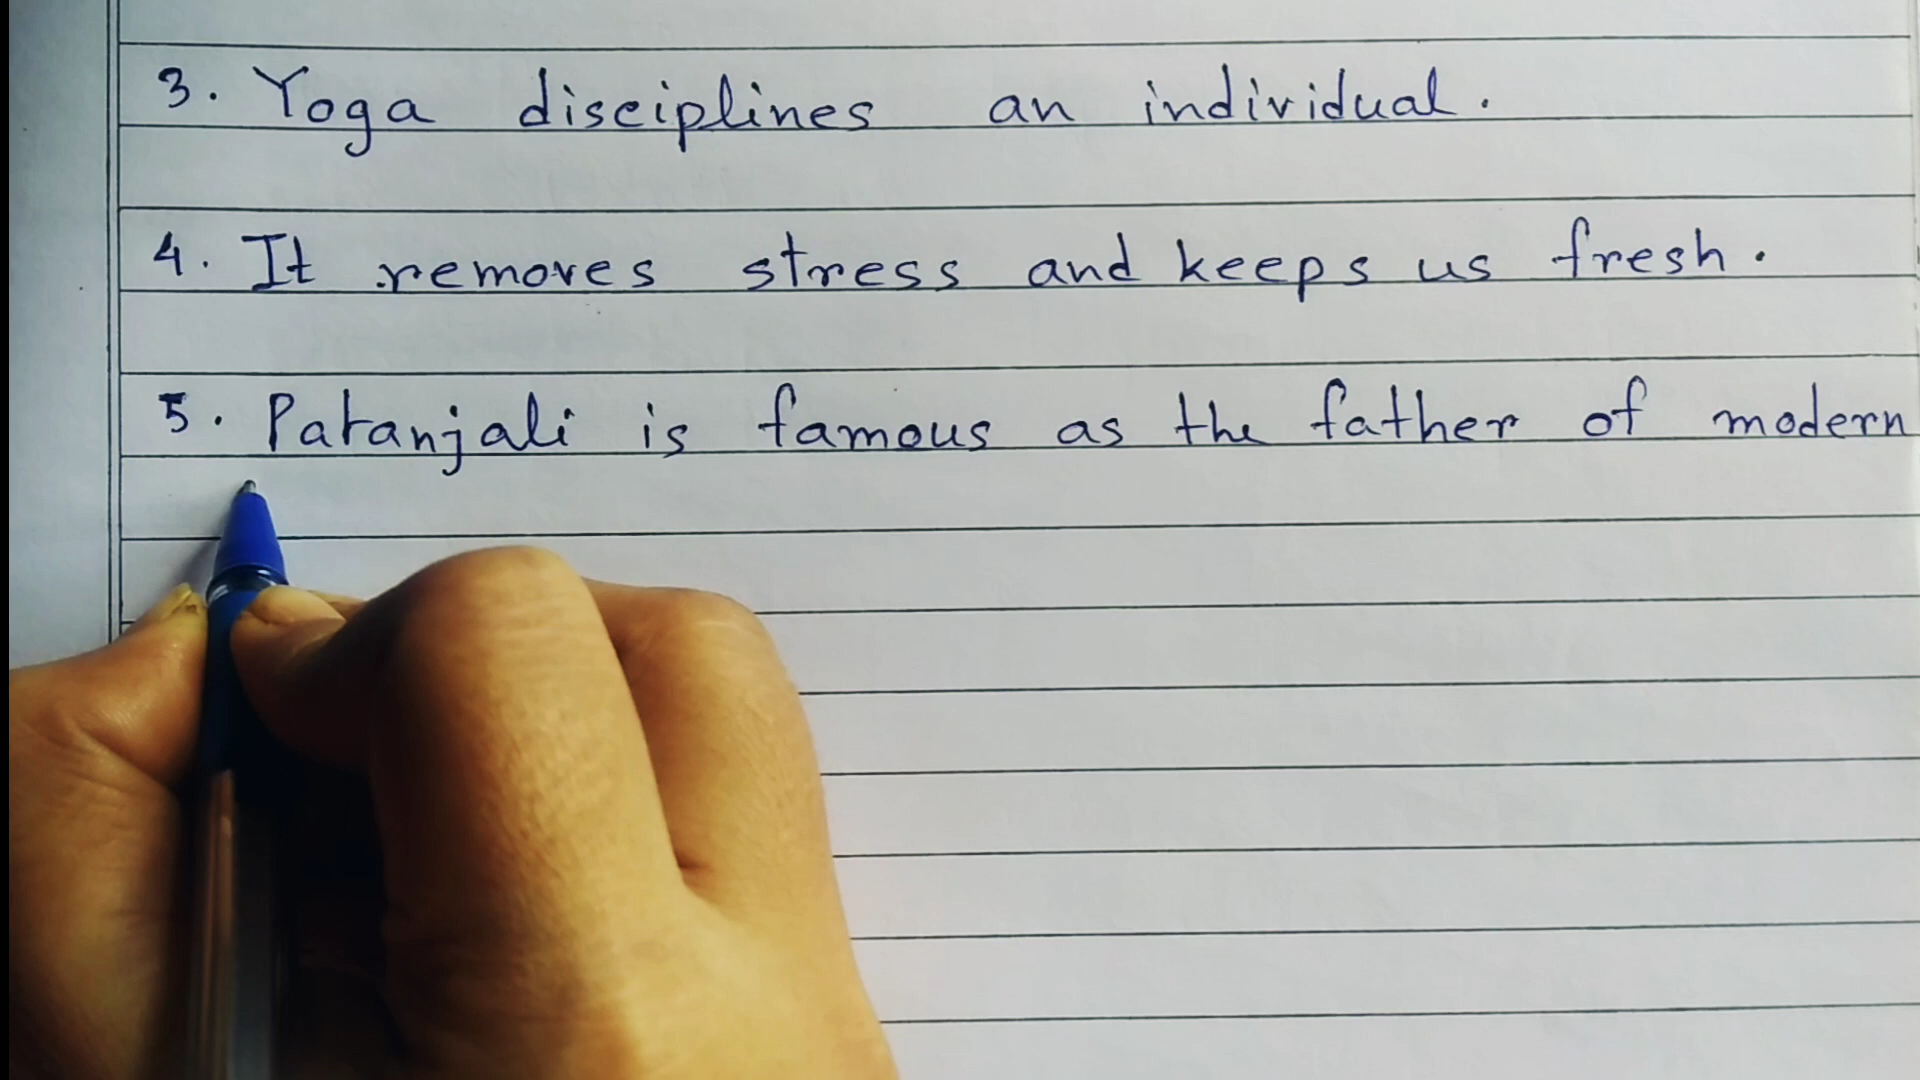 3. Yoga disciplines an individual.
4. It removes stress and keeps us fresh.
5. Patanjali is famous as the father of modern